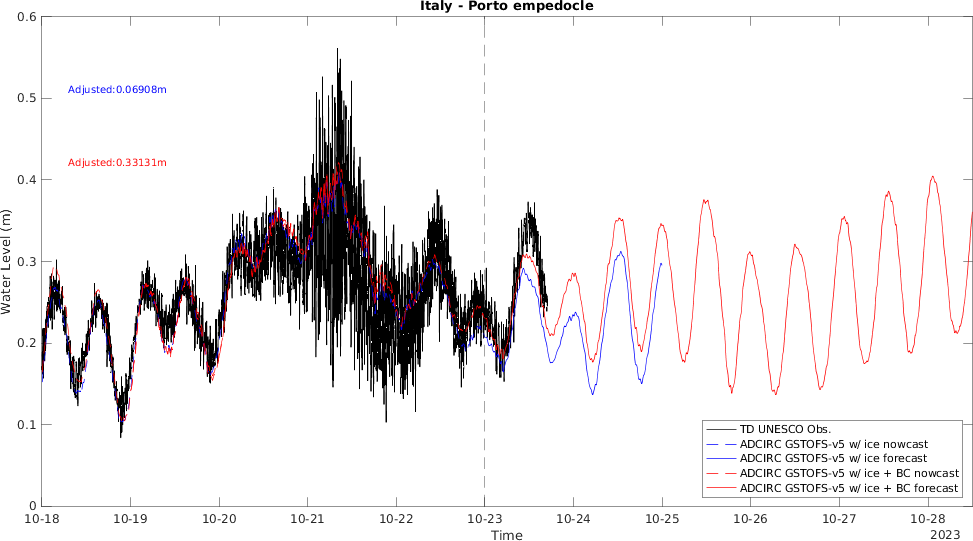 Italy - Porto empedocle
0.6
0.5
0.4
0.3
0.2
0.1
0
Water Level (m)
Adjusted:0.06908m
Adjusted:0.33131m
TD UNESCO Obs.
ADCIRC GSTOFS-v5 w/ ice nowcast
ADCIRC GSTOFS-v5 w/ ice forecast
ADCIRC GSTOFS-v5 w/ ice + BC nowcast
ADCIRC GSTOFS-v5 w/ ice + BC forecast
10-18 10-19 10-20 10-21 10-22 10-23 10-24 10-25 10-26 10-27 10-28
2023
Time